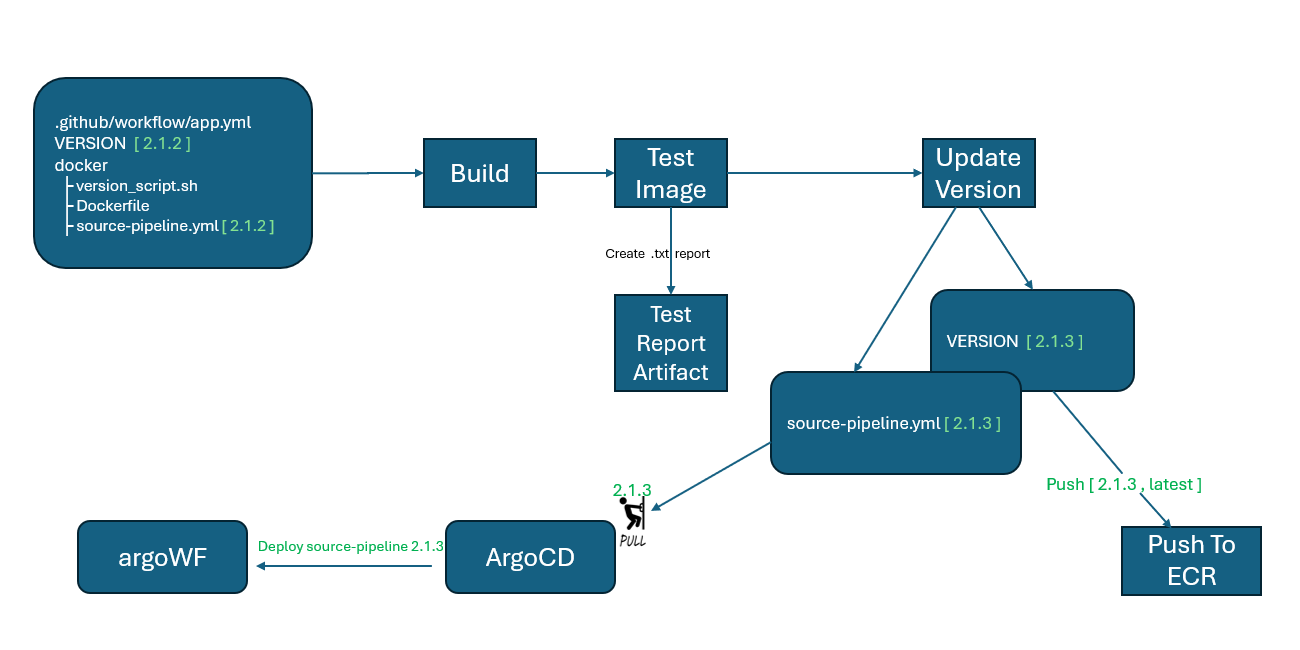 .github/workflow/app.yml
VERSION [ 2.1.2 ]
docker
version_script.sh
Dockerfile
source-pipeline.yml [ 2.1.2 ]
Build
Test
Image
Update
Version
Create .txt report
Test
Report
Artifact
VERSION [ 2.1.3 ]
source-pipeline.yml [ 2.1.3 ]
Push [ 2.1.3 , latest ]
2.1.3
PULL
argoWF
Deploy source-pipeline 2.1.3
ArgoCD
Push To
ECR